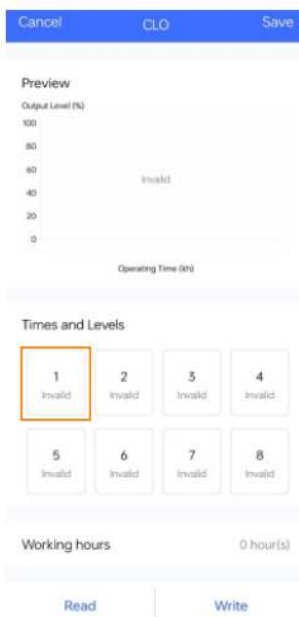 Cancel CLO Save
Preview
Output Level (%)
100
80
60
Invalid
40
20
0
Operating Time (kh)
Times and Levels
1 2 3 4
Invalid Invalid Invalid Invalid
5 6 7 8
Invalid Invalid Invalid Invalid
Working hours 0 hour(s)
Read Write